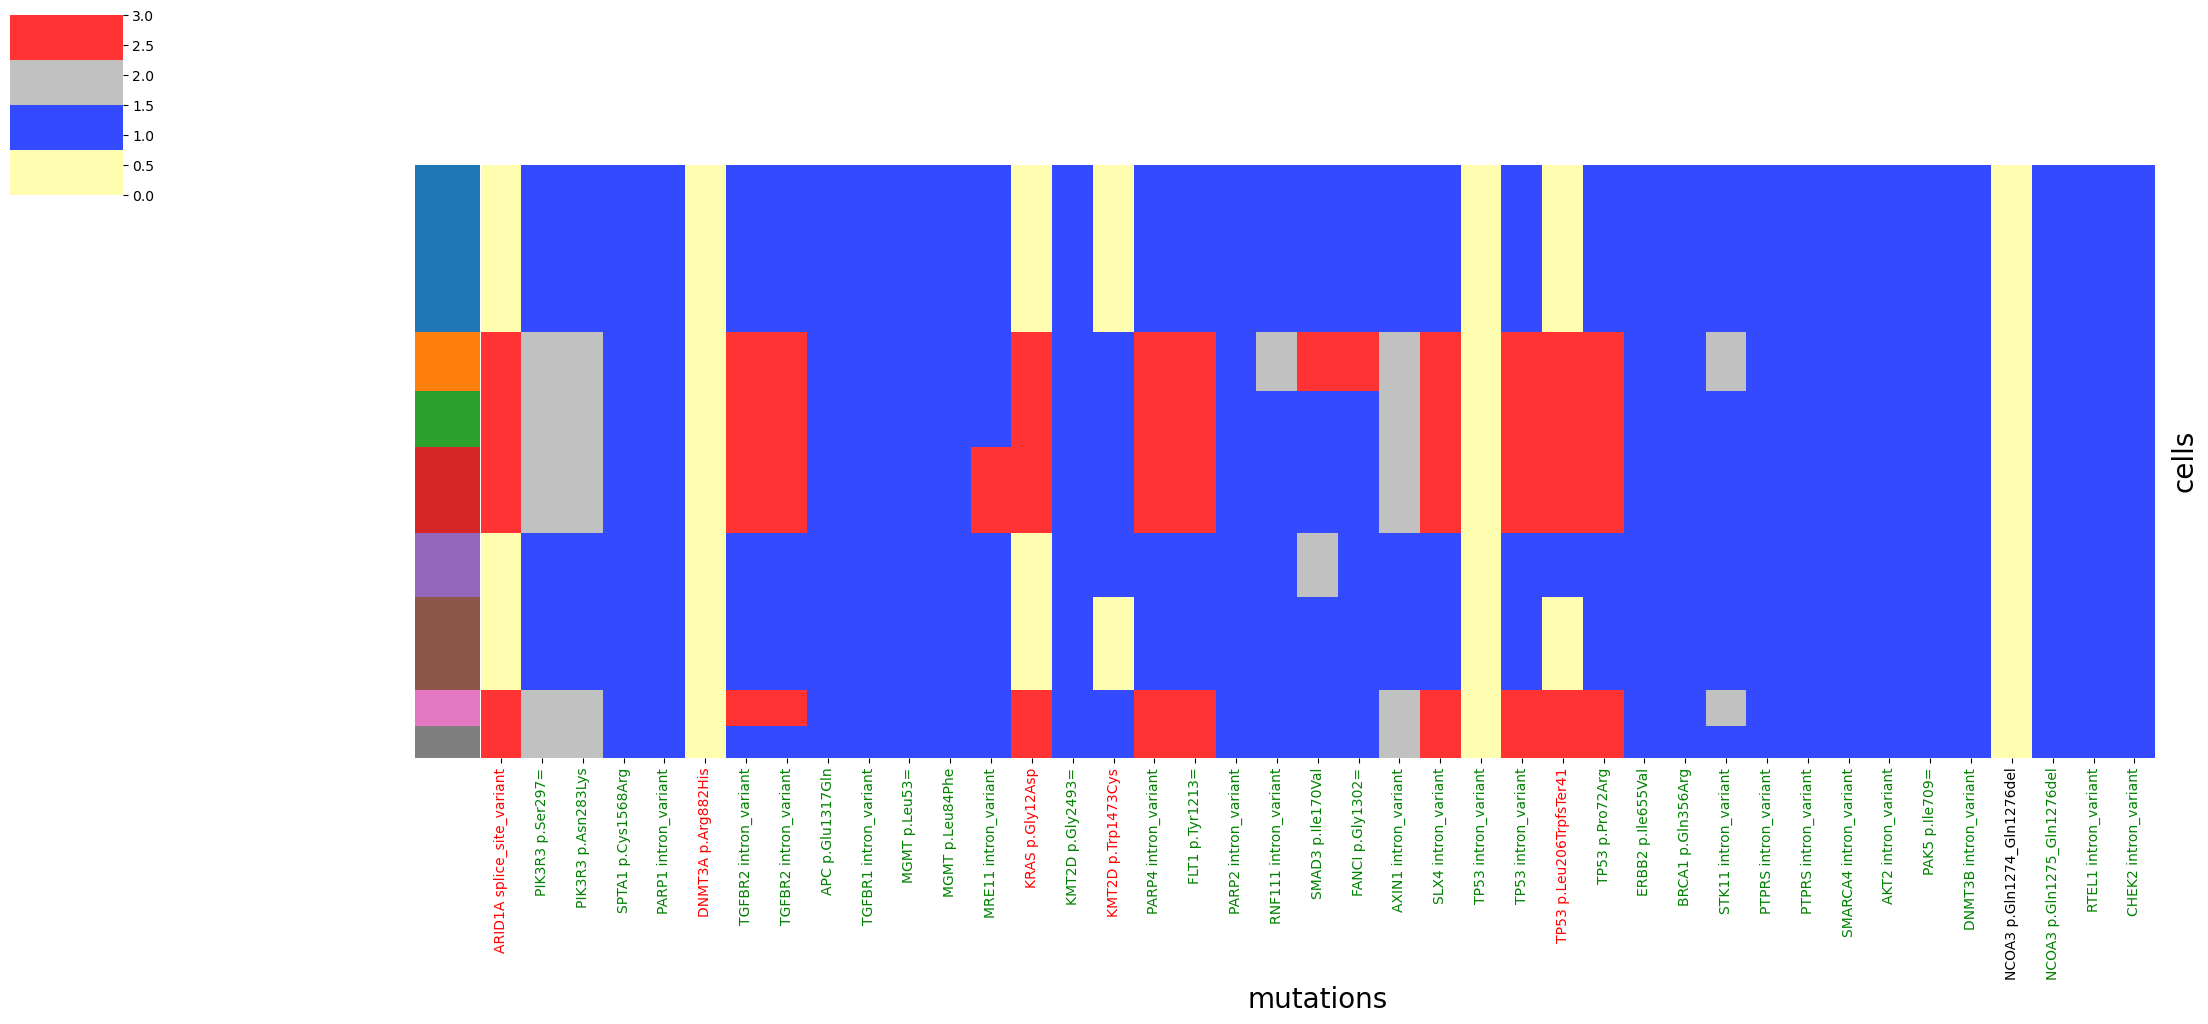 3.0
2.5
2.0
1.5
1.0
0.5
0.0
cells
ARID1A splice_site_variant
PIK3R3 p.Ser297=
PIK3R3 p.Asn283Lys
SPTA1 p.Cys1568Arg
PARP1 intron_variant
DNMT3A p.Arg882His
TGFBR2 intron_variant
TGFBR2 intron_variant
APC p.Glu1317Gln
TGFBR1 intron_variant
MGMT p.Leu53=
MGMT p.Leu84Phe
MRE11 intron_variant
KRAS p.Gly12Asp
KMT2D p.Gly2493=
KMT2D p.Trp1473Cys
PARP4 intron_variant
FLT1 p.Tyr1213=
PARP2 intron_variant
RNF111 intron_variant
SMAD3 p.Ile170Val
FANCI p.Gly1302=
AXIN1 intron_variant
SLX4 intron_variant
TP53 intron_variant
TP53 intron_variant
TP53 p.Leu206TrpfsTer41
TP53 p.Pro72Arg
ERBB2 p.Ile655Val
BRCA1 p.Gln356Arg
STK11 intron_variant
PTPRS intron_variant
PTPRS intron_variant
SMARCA4 intron_variant
AKT2 intron_variant
PAK5 p.Ile709=
DNMT3B intron_variant
NCOA3 p.Gln1274_Gln1276del
NCOA3 p.Gln1275_Gln1276del
RTEL1 intron_variant
CHEK2 intron_variant
mutations